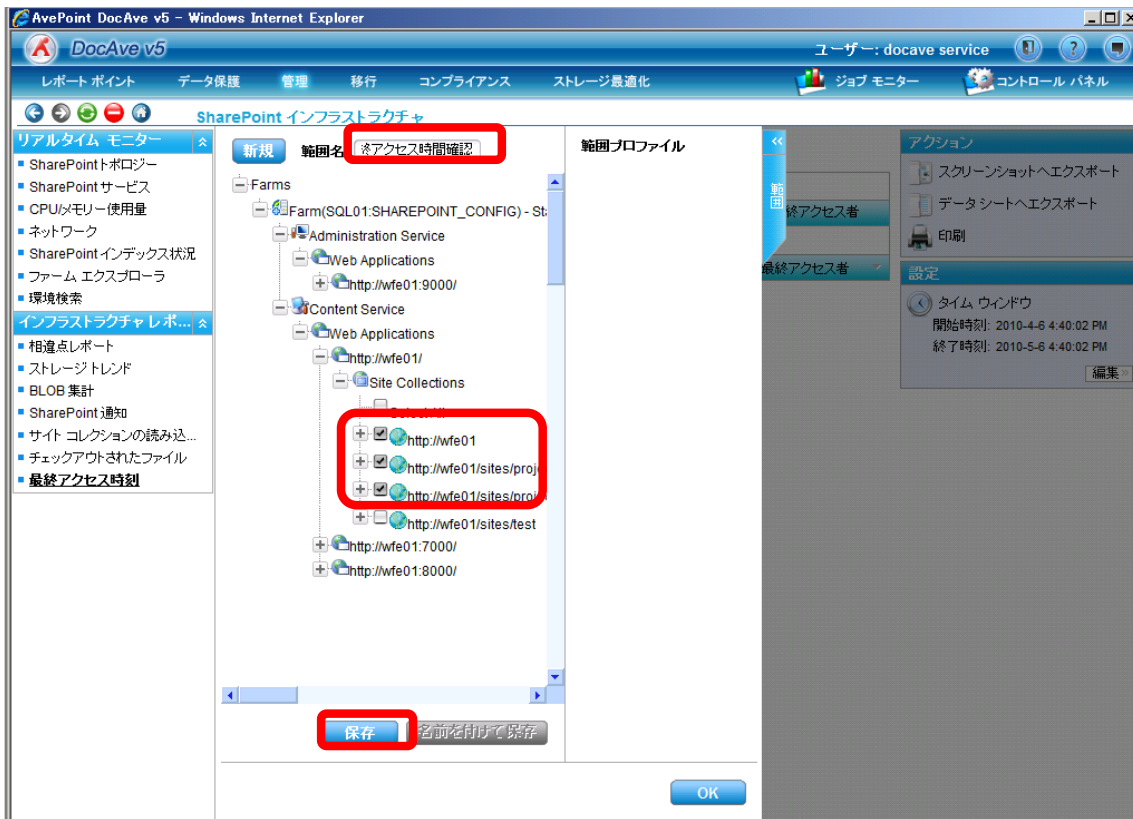 AvePoint DocAve v5 - Windows Internet Explorer
DocAve v5
ユーザー: docave service
レポート ポイント
データ保護
管理
移行
コンプライアンス
ストレージ最適化
ジョブ モニター
コントロール パネル
SharePoint インフラストラクチャ
リアルタイム モニター
SharePointトポロジー
SharePoint サービス
CPU/メモリー使用量
ネットワーク
SharePoint インデックス状況
ファーム エクスプローラ
環境検索
インフラストラクチャ レポ...
相違点レポート
ストレージトレンド
BLOB 集計
SharePoint 通知
サイト コレクションの読み込...
チェックアウトされたファイル
最終アクセス時刻
新規
範囲名
終アクセス時間確認
Farms
Farm(SQL01:SHAREPOINT_CONFIG) - Sta
Administration Service
Web Applications
http://wfe01:9000/
Content Service
Web Applications
http://wfe01/
Site Collections
http://wfe01
http://wfe01/sites/proje
http://wfe01/sites/proje
http://wfe01/sites/test
http://wfe01:7000/
http://wfe01:8000/
保存
名前を付けて保存
範囲プロファイル
OK
範囲
終アクセス者
最終アクセス者
アクション
スクリーンショットへエクスポート
データ シートへエクスポート
印刷
設定
タイム ウィンドウ
開始時刻: 2010-4-6 4:40:02 PM
終了時刻: 2010-5-6 4:40:02 PM
編集